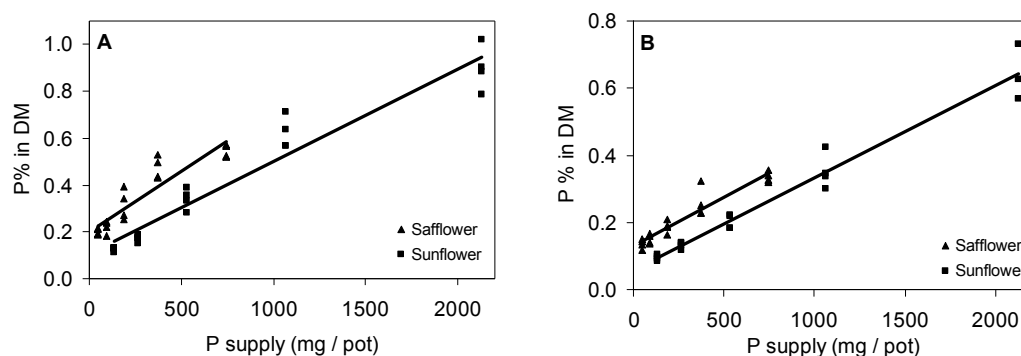 A
1.0
0.8
0.6
0.4
0.2
0.0
P% in DM
Safflower
Sunflower
0 500 1000 1500 2000
P supply (mg / pot)
B
0.8
0.6
0.4
0.2
0.0
P % in DM
Safflower
Sunflowe
0 500 1000 1500 2000
P supply (mg / pot)